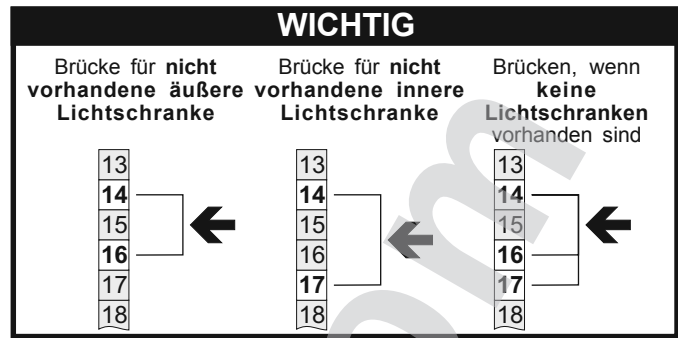 WICHTIG
Brücke für nicht
vorhandene äußere
Lichtschranke
13
14
15
16
17
18
Brücke für nicht
vorhandene innere
Lichtschranke
13
14
15
16
17
18
Brücken, wenn
keine
Lichtschranken
vorhanden sind
13
14
15
16
17
18